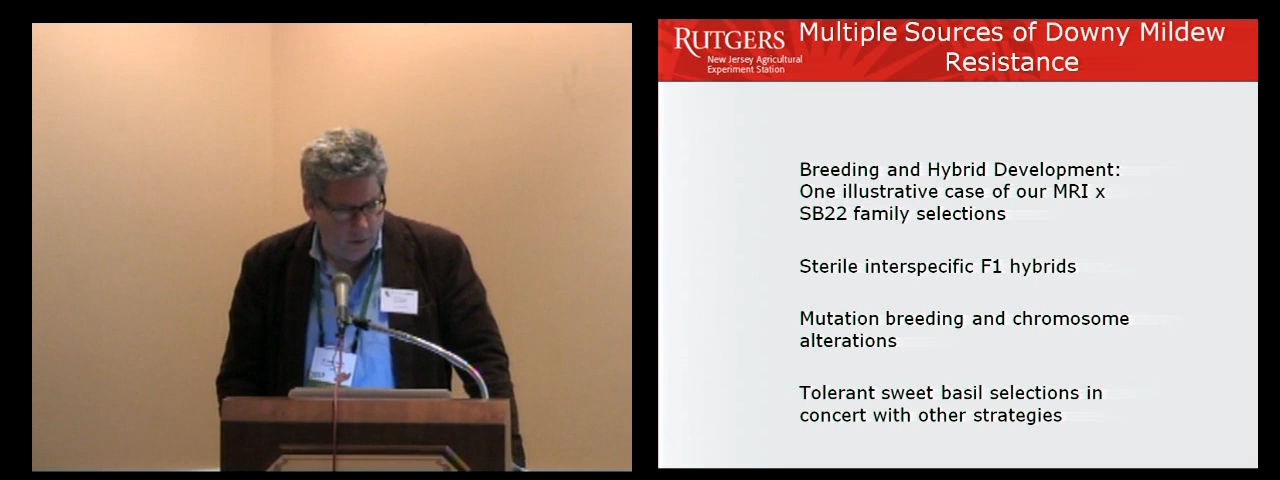 RUTGERS
New Jersey Agricultural
Experiment Station
Multiple Sources of Downy Mildew
Resistance
Breeding and Hybrid Development:
One illustrative case of our MRI x
SB22 family selections
Sterile interspecific F1 hybrids
Mutation breeding and chromosome
alterations
Tolerant sweet basil selections in
concert with other strategies